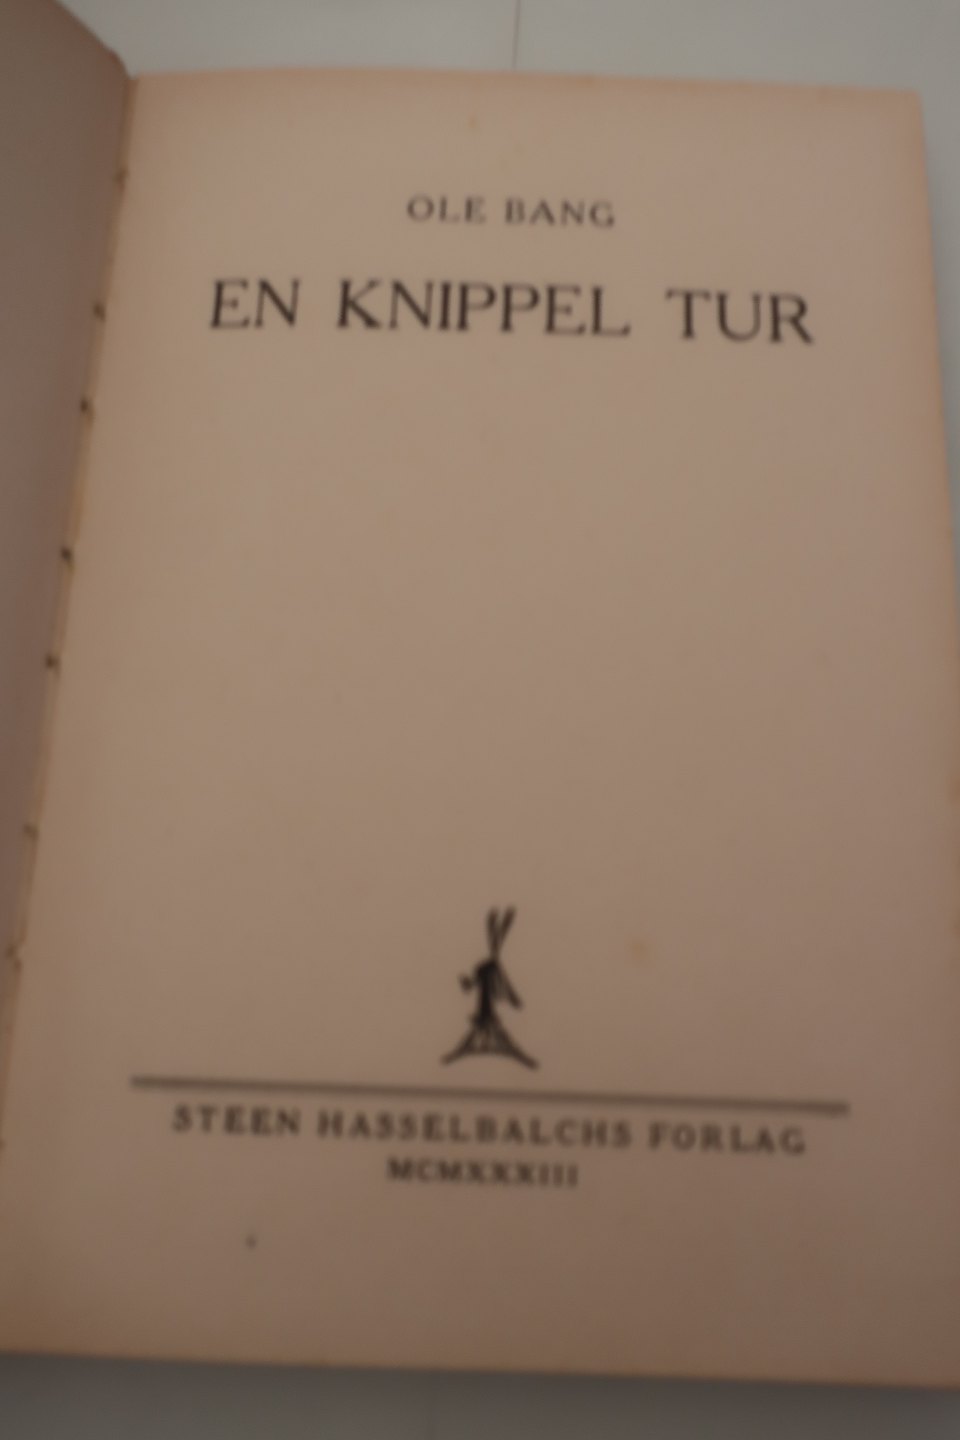 OLE BANG
EN KNIPPEL TUR
STEEN HASSELBALCHS FORLAG
MCMXXXIII